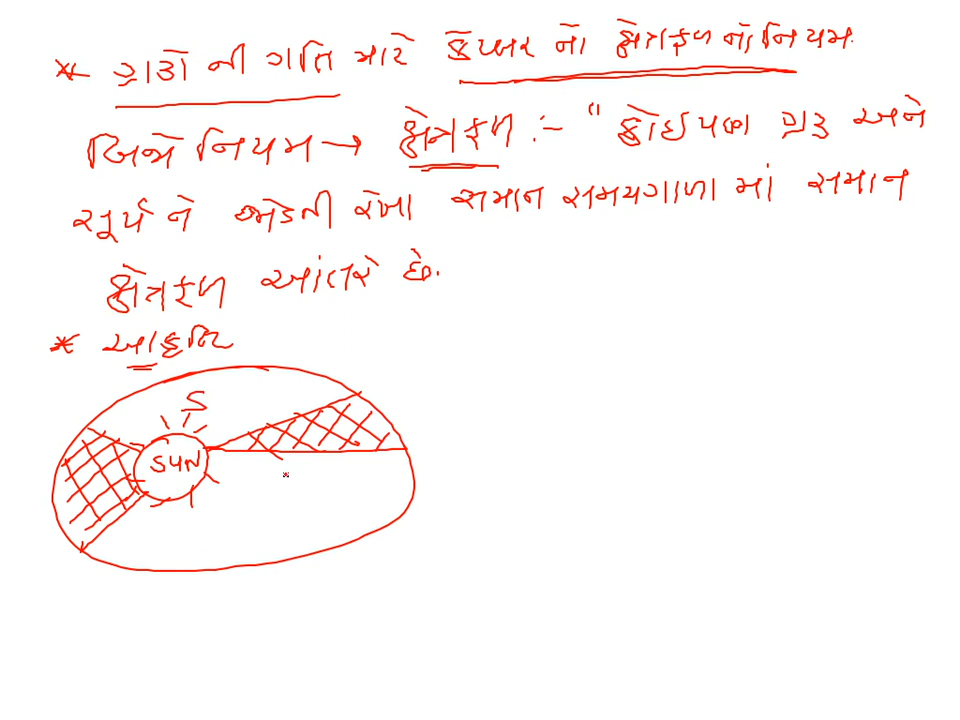 * ગ્રહો ની ગતિ માટે કેપ્લર નો ક્ષેત્રફળ નો નિયમ.
બિજો નિયમ → ક્ષેત્રફળ :- " કોઇપણ ગ્રહ અને
સૂર્ય ને જોડતી રેખા સમાન સમયગાળા માં સમાન
ક્ષેત્રફળ આંતરે છે.
* આકૃતિ
S
SUN